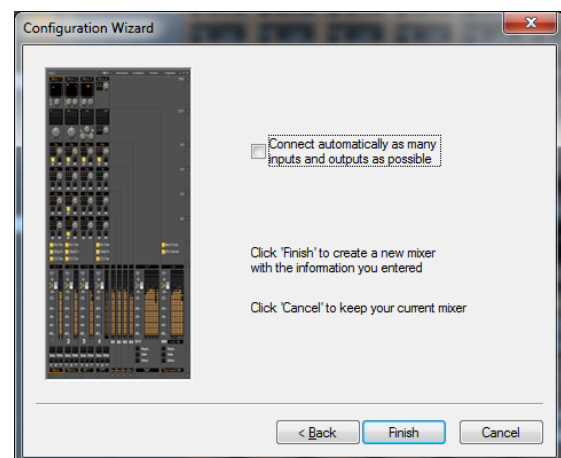 Configuration Wizard
Connect automatically as many
inputs and outputs as possible
Click 'Finish' to create a new mixer
with the information you entered
Click 'Cancel' to keep your current mixer
< Back
Finish
Cancel